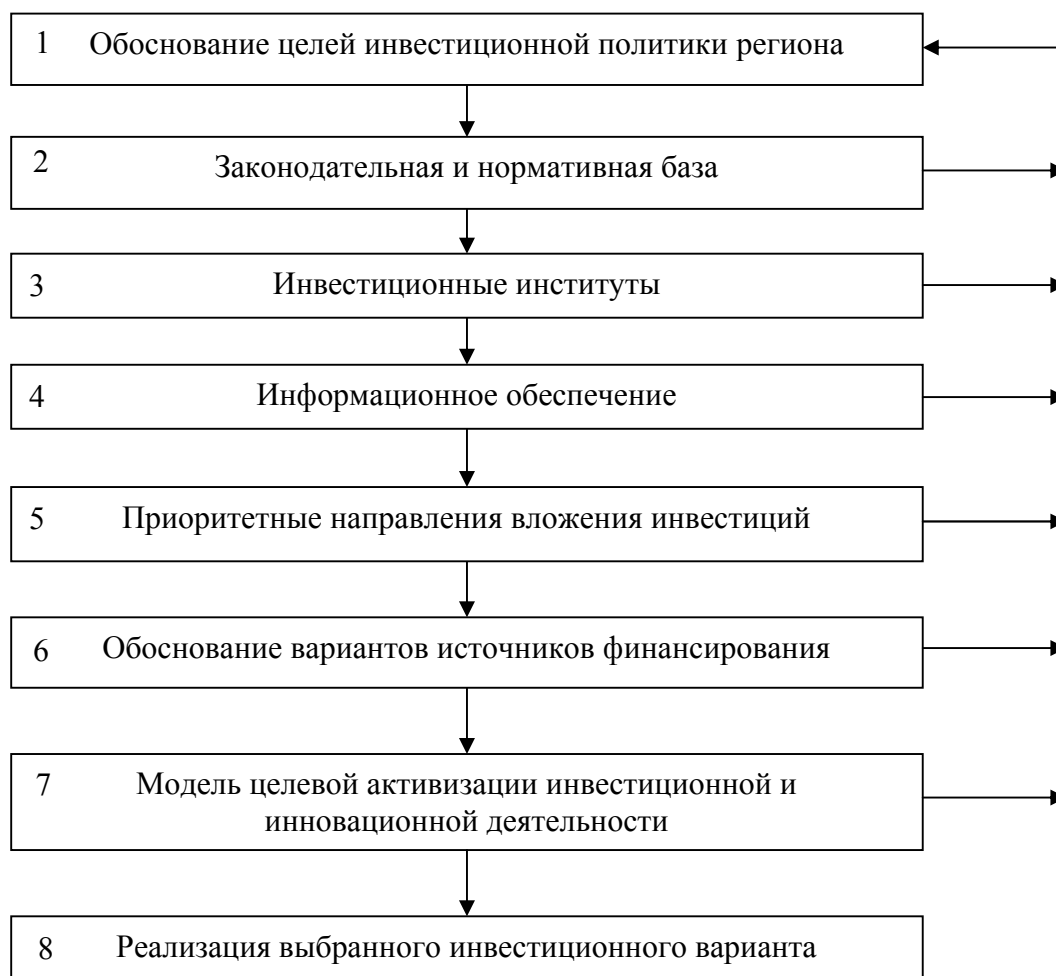 1 Обоснование целей инвестиционной политики региона
2 Законодательная и нормативная база
3 Инвестиционные институты
4 Информационное обеспечение
5 Приоритетные направления вложения инвестиций
6 Обоснование вариантов источников финансирования
7 Модель целевой активизации инвестиционной и
инновационной деятельности
8 Реализация выбранного инвестиционного варианта